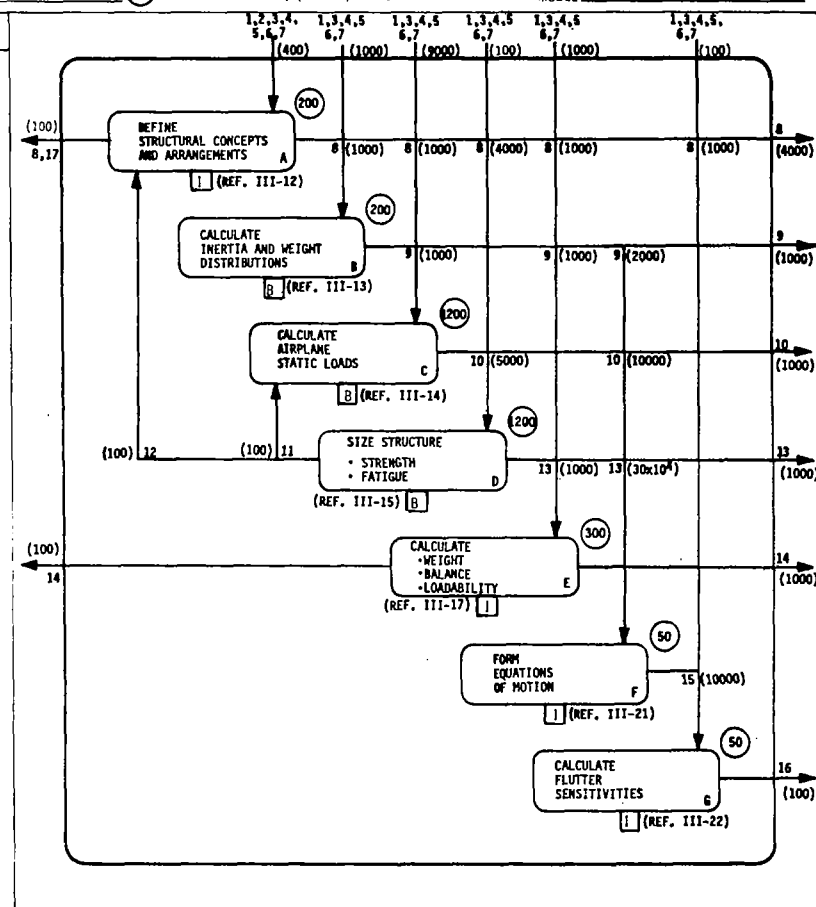 1,2,3,4, 1,3,4,5 1,3,4,5 1,3,4,5 1,3,4,5 1,3,4,5,
5,6,7 6,7 6,7 6,7 6,7 6,7
(400) (1000) (9000) (100) (1000) (100)
200
(100)
8,17
DEFINE
STRUCTURAL CONCEPTS
AND ARRANGEMENTS A
8 (1000) 8 (1000) 8 (4000) 8 (1000) 8 (1000) 8
(4000)
I (REF. III-12)
200
CALCULATE
INERTIA AND WEIGHT
DISTRIBUTIONS B
9 (1000) 9 (1000) 9 (2000) 9
(1000)
B (REF. III-13)
1200
CALCULATE
AIRPLANE
STATIC LOADS C
10 (5000) 10 (10000) 10
(1000)
B (REF. III-14)
1200
(100) 12 (100) 11
SIZE STRUCTURE
• STRENGTH
• FATIGUE D
13 (1000) 13 (30x10⁴) 13
(1000)
(REF. III-15) B
300
(100)
14
CALCULATE
•WEIGHT
•BALANCE
•LOADABILITY E
14
(1000)
(REF. III-17) I
50
FORM
EQUATIONS
OF MOTION F
15 (10000)
I (REF. III-21)
50
CALCULATE
FLUTTER
SENSITIVITIES G
16
(100)
I (REF. III-22)